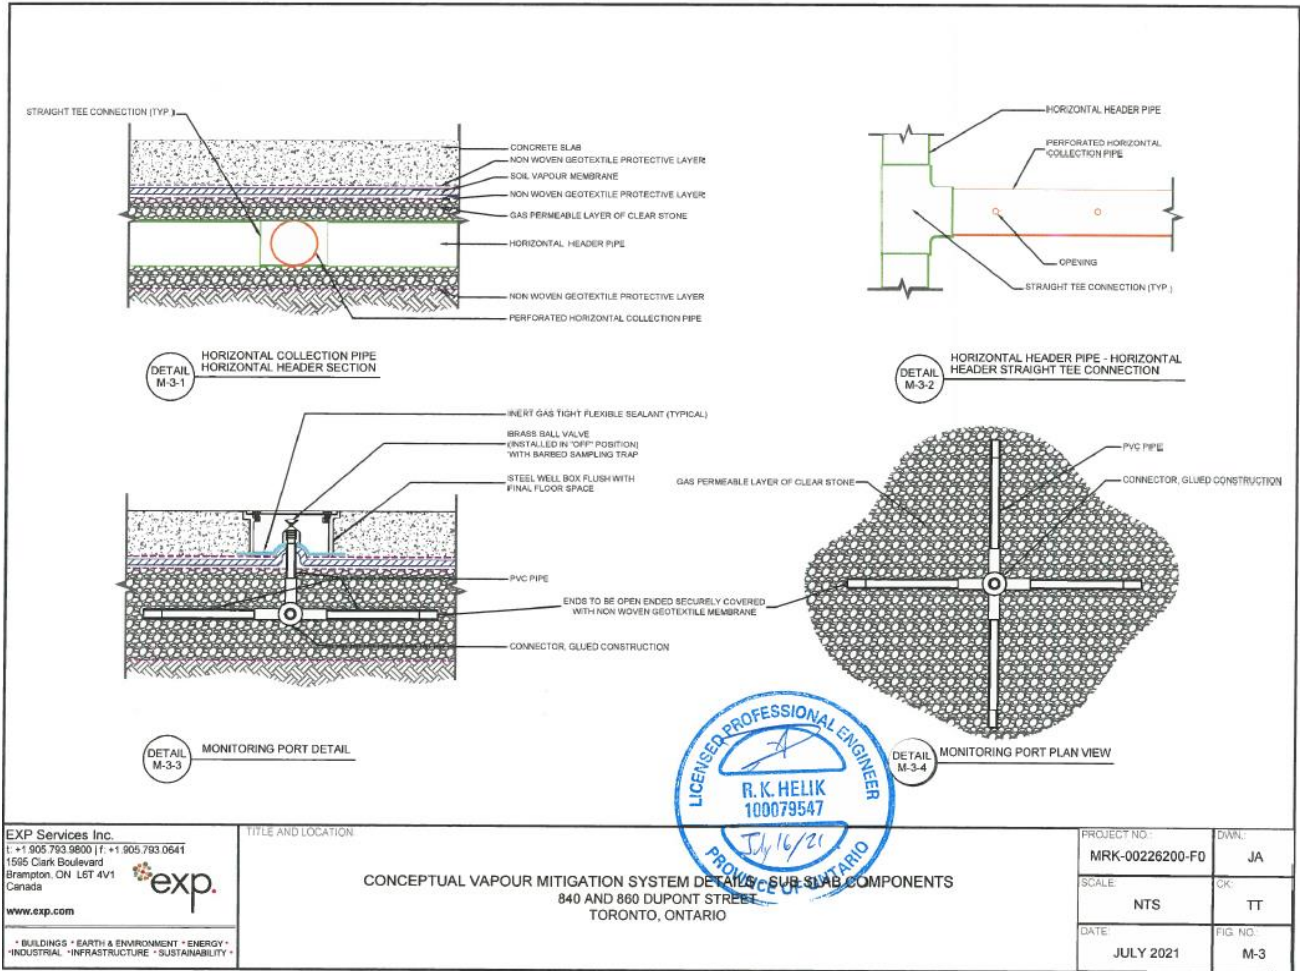 STRAIGHT TEE CONNECTION (TYP.)
CONCRETE SLAB
NON WOVEN GEOTEXTILE PROTECTIVE LAYER
SOIL VAPOUR MEMBRANE
NON WOVEN GEOTEXTILE PROTECTIVE LAYER
GAS PERMEABLE LAYER OF CLEAR STONE
HORIZONTAL HEADER PIPE
NON WOVEN GEOTEXTILE PROTECTIVE LAYER
PERFORATED HORIZONTAL COLLECTION PIPE
DETAIL
M-3-1
HORIZONTAL COLLECTION PIPE
HORIZONTAL HEADER SECTION
HORIZONTAL HEADER PIPE
PERFORATED HORIZONTAL
COLLECTION PIPE
OPENING
STRAIGHT TEE CONNECTION (TYP.)
DETAIL
M-3-2
HORIZONTAL HEADER PIPE - HORIZONTAL
HEADER STRAIGHT TEE CONNECTION
INERT GAS TIGHT FLEXIBLE SEALANT (TYPICAL)
BRASS BALL VALVE
(INSTALLED IN "OFF" POSITION)
WITH BARBED SAMPLING TRAP
STEEL WELL BOX FLUSH WITH
FINAL FLOOR SPACE
PVC PIPE
ENDS TO BE OPEN ENDED SECURELY COVERED
WITH NON WOVEN GEOTEXTILE MEMBRANE
CONNECTOR, GLUED CONSTRUCTION
DETAIL
M-3-3
MONITORING PORT DETAIL
GAS PERMEABLE LAYER OF CLEAR STONE
PVC PIPE
CONNECTOR, GLUED CONSTRUCTION
DETAIL
M-3-4
MONITORING PORT PLAN VIEW
LICENSED PROFESSIONAL ENGINEER
R. K. HELIK
100079547
July 16/21
PROVINCE OF ONTARIO
EXP Services Inc.
t: +1.905.793.9800 | f: +1.905.793.0641
1595 Clark Boulevard
Brampton, ON L6T 4V1
Canada
exp.
www.exp.com
• BUILDINGS • EARTH & ENVIRONMENT • ENERGY •
• INDUSTRIAL • INFRASTRUCTURE • SUSTAINABILITY •
TITLE AND LOCATION:
CONCEPTUAL VAPOUR MITIGATION SYSTEM DETAILS - SUB SLAB COMPONENTS
840 AND 860 DUPONT STREET
TORONTO, ONTARIO
PROJECT NO.:
MRK-00226200-F0
DWN.:
JA
SCALE:
NTS
CK:
TT
DATE:
JULY 2021
FIG. NO.:
M-3